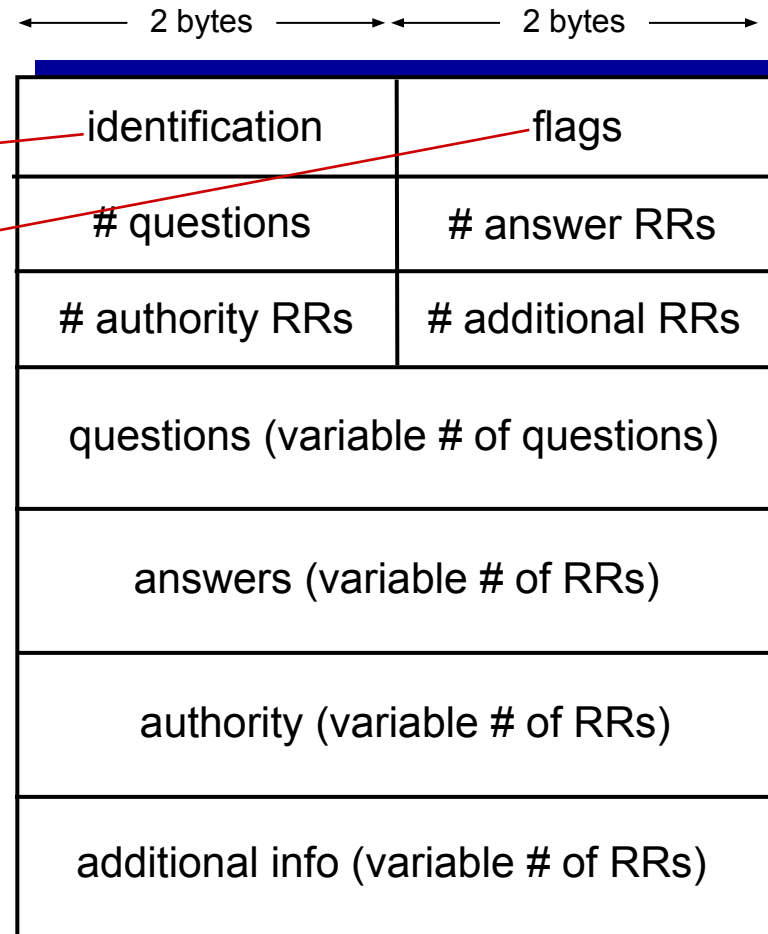 2 bytes 2 bytes
identification flags
# questions # answer RRs
# authority RRs # additional RRs
questions (variable # of questions)
answers (variable # of RRs)
authority (variable # of RRs)
additional info (variable # of RRs)